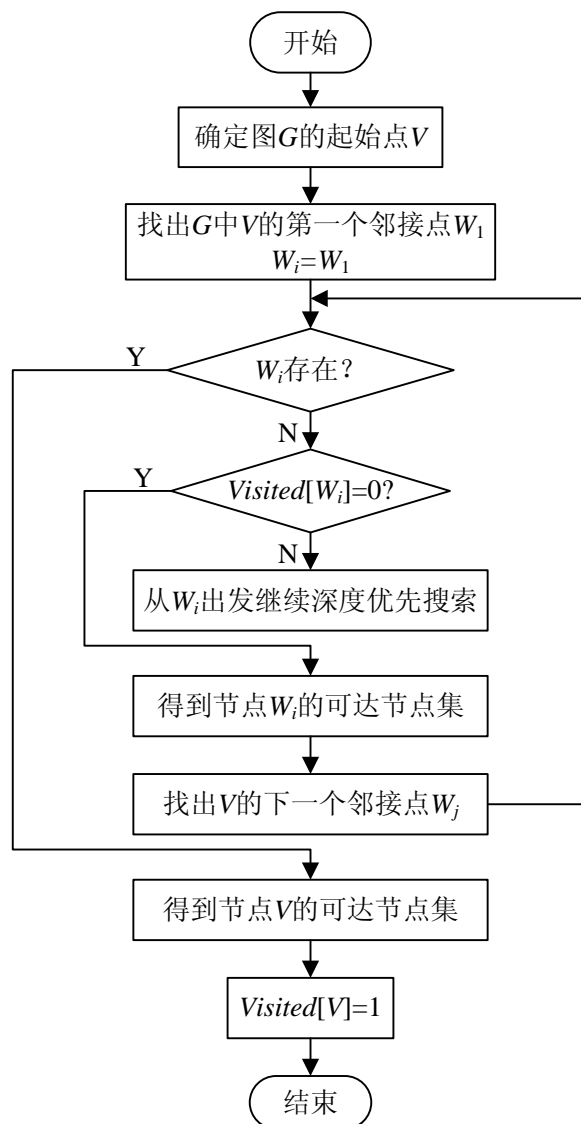 开始
确定图G的起始点V
找出G中V的第一个邻接点W₁
Wᵢ=W₁
Y
Wᵢ存在？
N
Y
Visited[Wᵢ]=0?
N
从Wᵢ出发继续深度优先搜索
得到节点Wᵢ的可达节点集
找出V的下一个邻接点Wⱼ
得到节点V的可达节点集
Visited[V]=1
结束